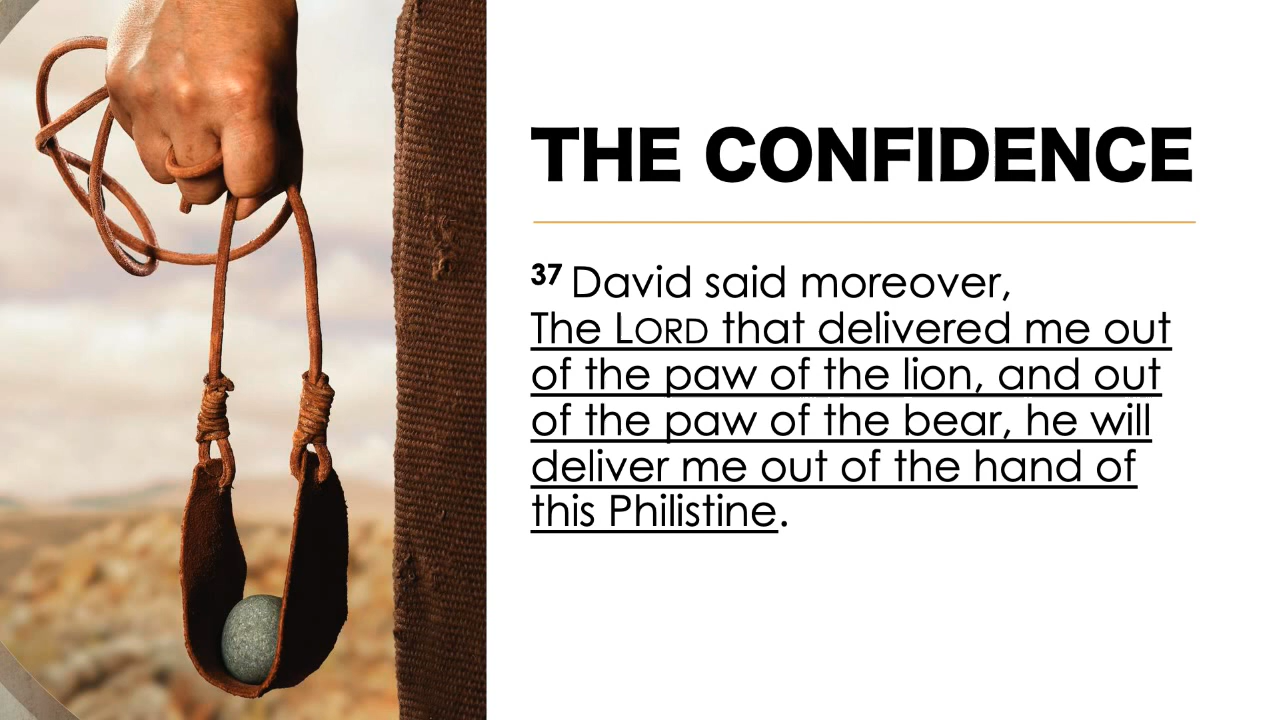 THE CONFIDENCE
37 David said moreover,
The LORD that delivered me out
of the paw of the lion, and out
of the paw of the bear, he will
deliver me out of the hand of
this Philistine.